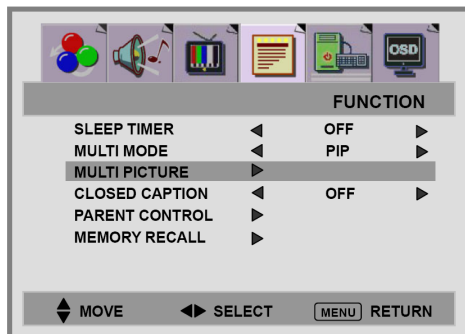 OSD
FUNCTION
SLEEP TIMER OFF
MULTI MODE PIP
MULTI PICTURE
CLOSED CAPTION OFF
PARENT CONTROL
MEMORY RECALL
MOVE SELECT MENU RETURN